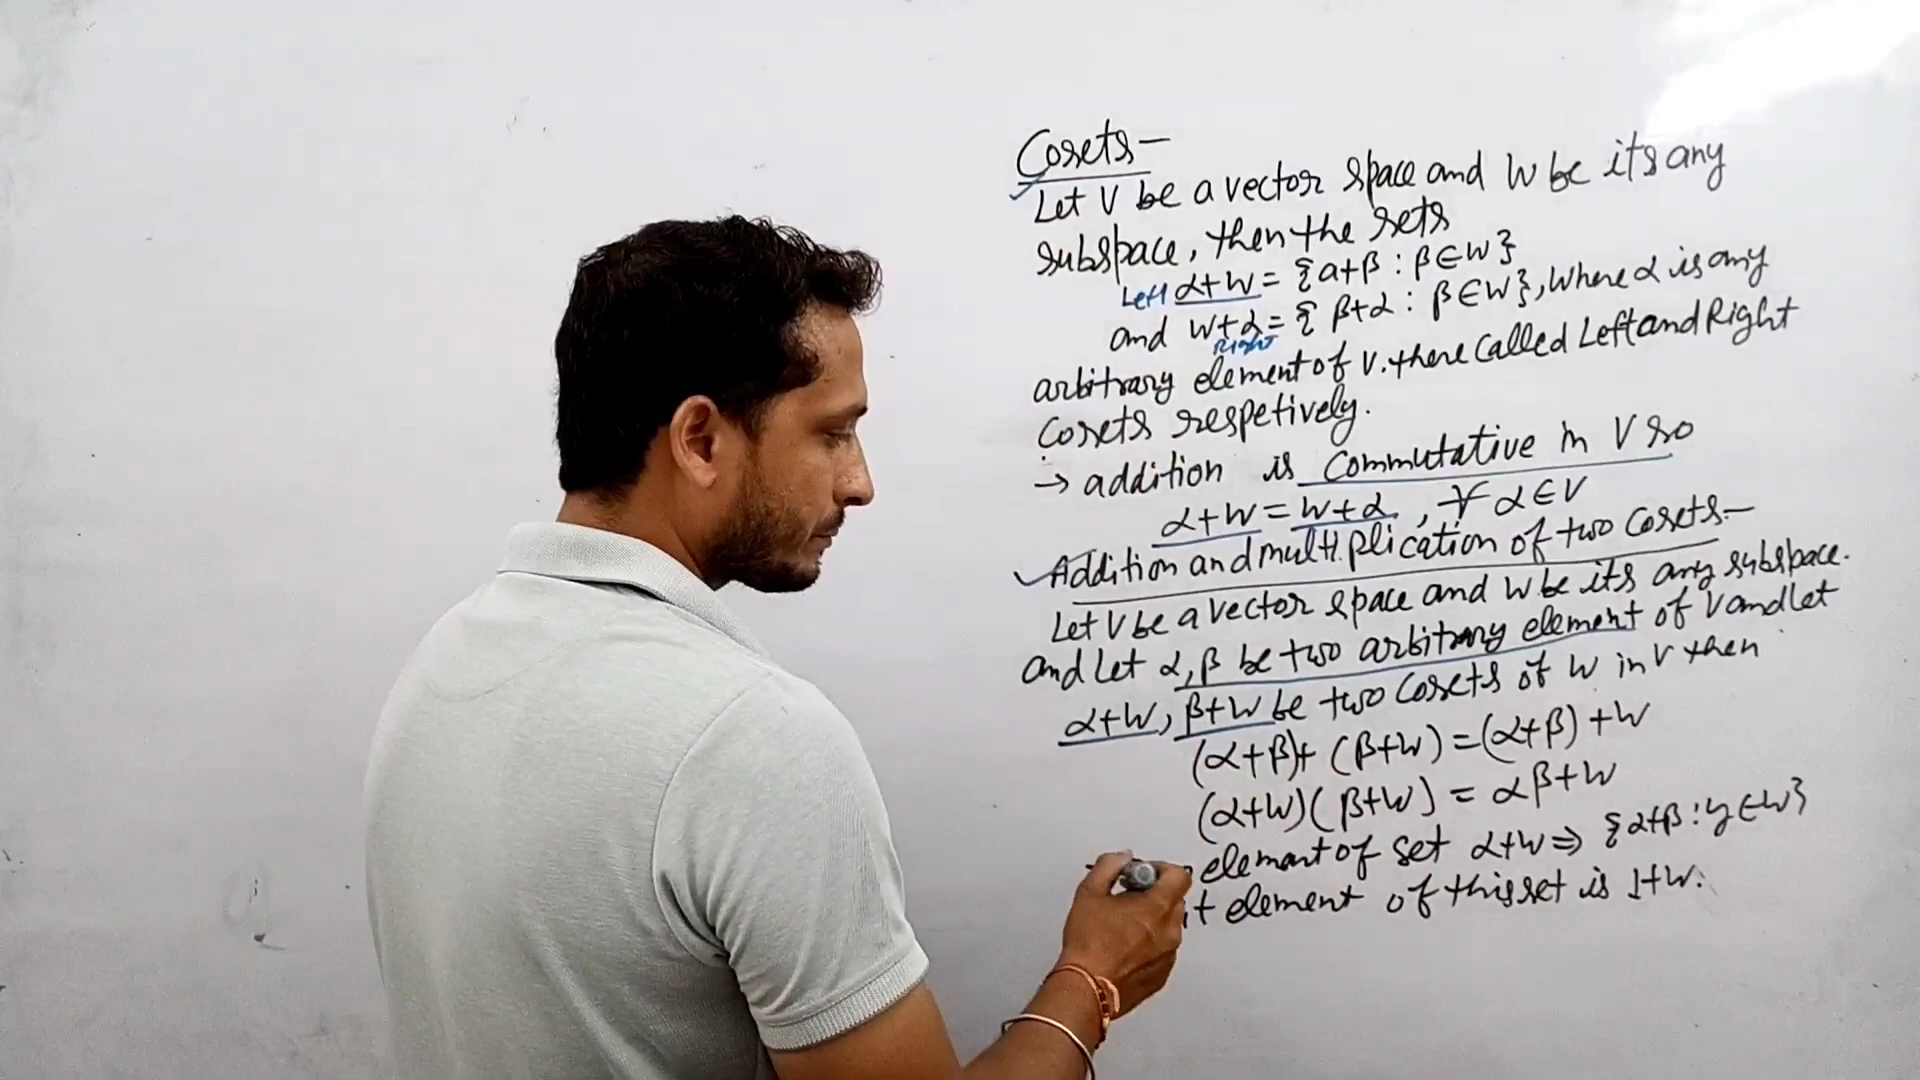 Cosets—
Let V be a vector space and W be its any
subspace, then the sets
Left α+W = {a+β : β∈W}
and W+α = { β+α : β∈W}, Where α is any
Right
arbitrary element of V. there Called Left and Right
Cosets respetively.
→ addition is Commutative in V so
α+W = W+α, ∀ α∈V
Addition and multiplication of two Cosets—
Let V be a vector space and W be its any subspace.
and Let α, β be two arbitrary element of V and let
α+W, β+W be two Cosets of W in V then
(α+β)+ (β+W) = (α+β) + W
(α+W)(β+W) = αβ+W
element of set α+W ⇒ {α+β : y∈W}
it element of this set is 1+W.